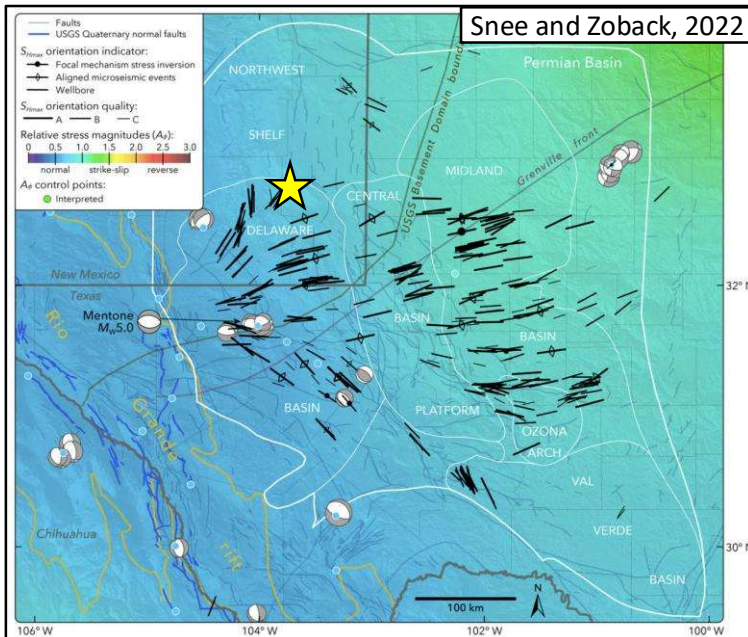 Snee and Zoback, 2022
Faults
USGS Quaternary normal faults
SHmax orientation indicator:
Focal mechanism stress inversion
Aligned microseismic events
Wellbore
SHmax orientation quality:
A B C
Relative stress magnitudes (Aϕ):
0 0.5 1.0 1.5 2.0 2.5 3.0
normal strike-slip reverse
Aϕ control points:
Interpreted
NORTHWEST
SHELF
Permian Basin
USGS Basement Domain bound
Grenville front
MIDLAND
CENTRAL
DELAWARE
New Mexico
Texas
32°N
Mentone
MW5.0
BASIN
BASIN
Rio
Grande
rift
BASIN
PLATFORM
OZONA
ARCH
VAL
VERDE
BASIN
Chihuahua
30°N
N
100 km
106°W
104°W
102°W
100°W